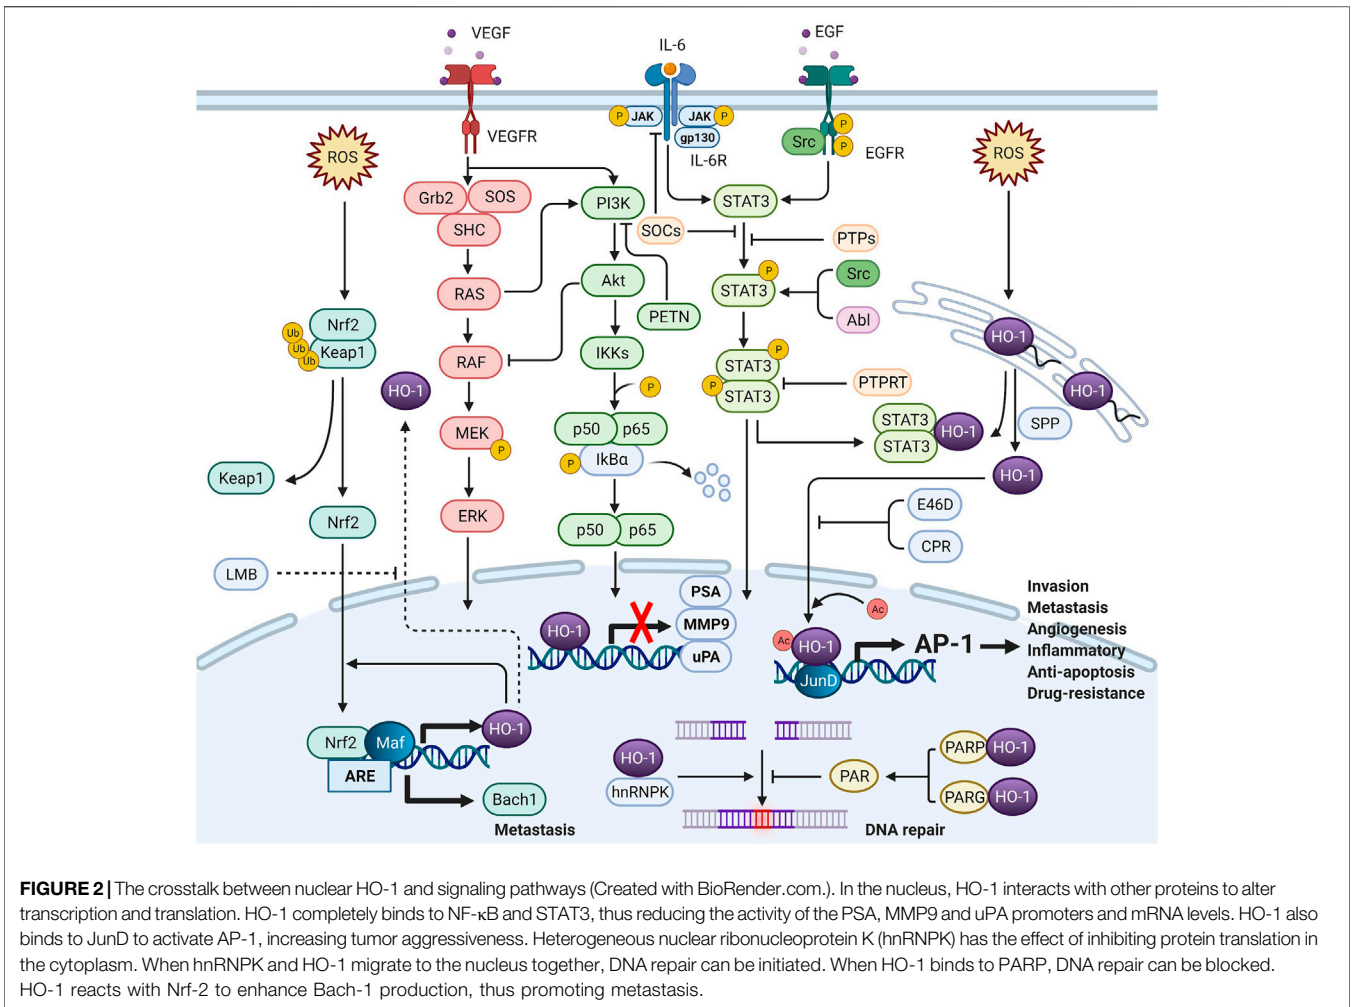 VEGF
IL-6
EGF
P JAK
JAK P
gp130
IL-6R
VEGFR
Src
P
P
EGFR
ROS
ROS
Grb2
SOS
SHC
PI3K
STAT3
SOCs
PTPs
RAS
Akt
P
STAT3
Src
Abl
PETN
Nrf2
Keap1
Ub
Ub
Ub
HO-1
RAF
IKKs
P
STAT3
P
STAT3
PTPRT
HO-1
HO-1
P
MEK
P
p50
p65
P
IkBα
STAT3
STAT3
HO-1
SPP
HO-1
Keap1
Nrf2
ERK
p50
p65
E46D
CPR
LMB
PSA
MMP9
uPA
HO-1
Ac
Ac
HO-1
JunD
AP-1
Invasion
Metastasis
Angiogenesis
Inflammatory
Anti-apoptosis
Drug-resistance
Nrf2
Maf
ARE
HO-1
Bach1
Metastasis
HO-1
hnRNPK
PAR
PARP
HO-1
PARG
HO-1
DNA repair
FIGURE 2 | The crosstalk between nuclear HO-1 and signaling pathways (Created with BioRender.com.). In the nucleus, HO-1 interacts with other proteins to alter
transcription and translation. HO-1 completely binds to NF-κB and STAT3, thus reducing the activity of the PSA, MMP9 and uPA promoters and mRNA levels. HO-1 also
binds to JunD to activate AP-1, increasing tumor aggressiveness. Heterogeneous nuclear ribonucleoprotein K (hnRNPK) has the effect of inhibiting protein translation in
the cytoplasm. When hnRNPK and HO-1 migrate to the nucleus together, DNA repair can be initiated. When HO-1 binds to PARP, DNA repair can be blocked.
HO-1 reacts with Nrf-2 to enhance Bach-1 production, thus promoting metastasis.